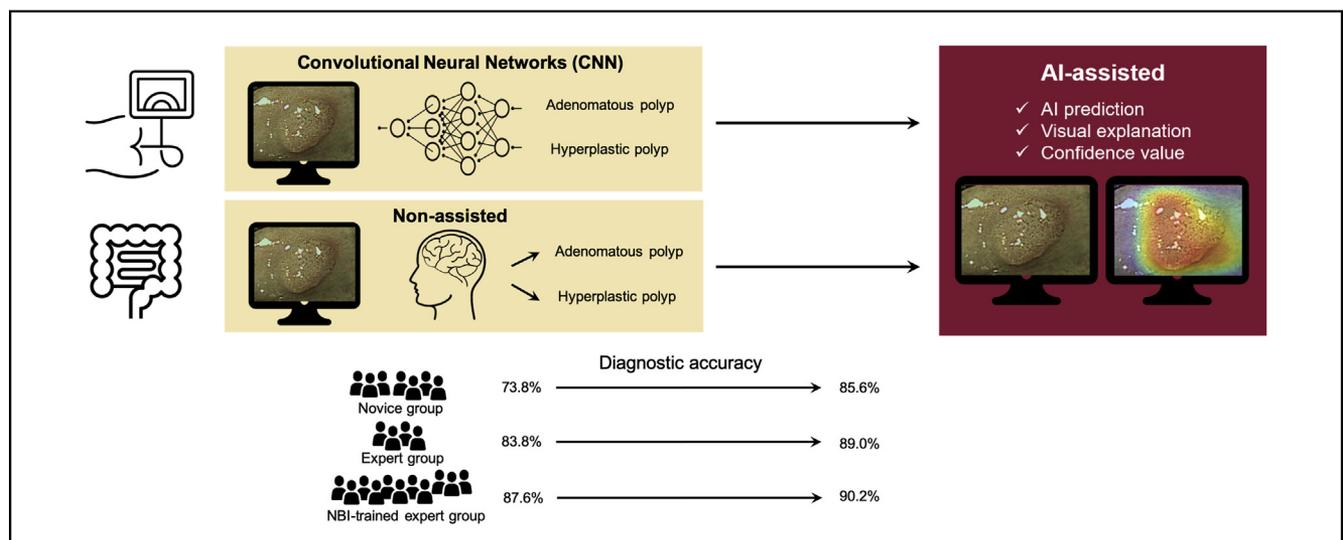 Convolutional Neural Networks (CNN)
Adenomatous polyp
Hyperplastic polyp
Non-assisted
Adenomatous polyp
Hyperplastic polyp
AI-assisted
✓ AI prediction
✓ Visual explanation
✓ Confidence value
Diagnostic accuracy
73.8% 85.6%
Novice group
83.8% 89.0%
Expert group
87.6% 90.2%
NBI-trained expert group